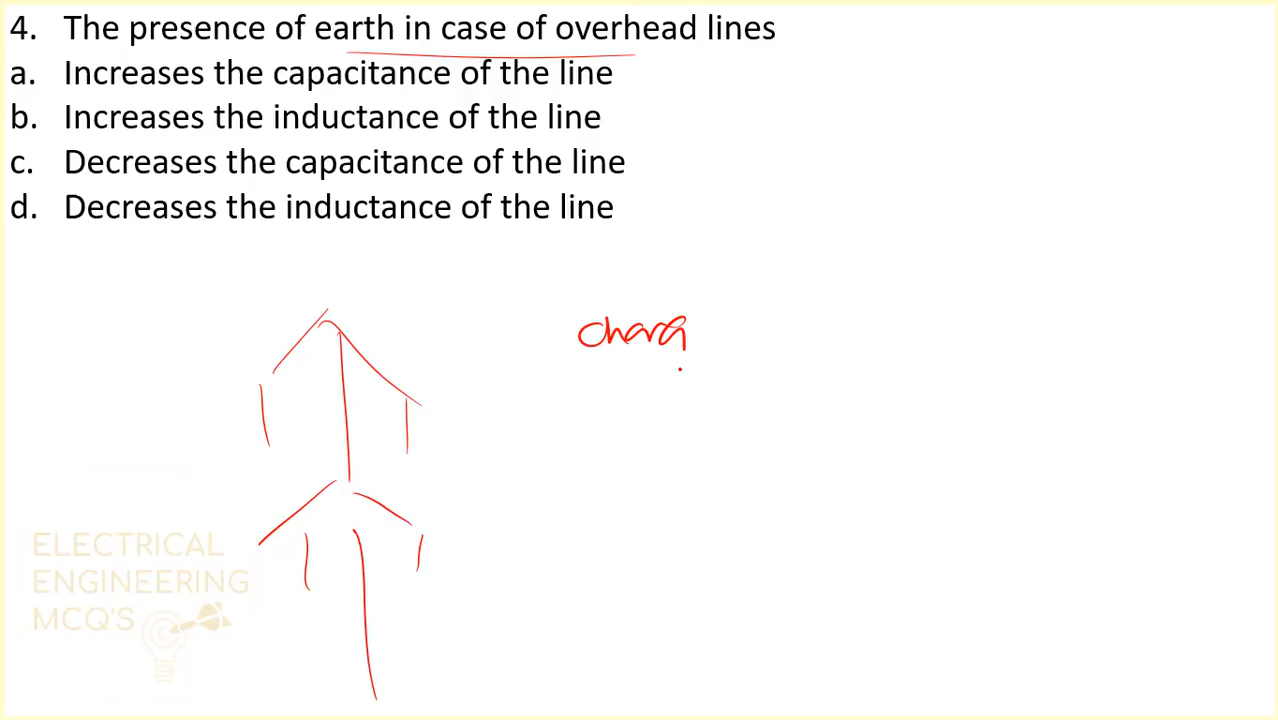 4. The presence of earth in case of overhead lines
a. Increases the capacitance of the line
b. Increases the inductance of the line
c. Decreases the capacitance of the line
d. Decreases the inductance of the line
charg
ELECTRICAL
ENGINEERING
MCQ'S